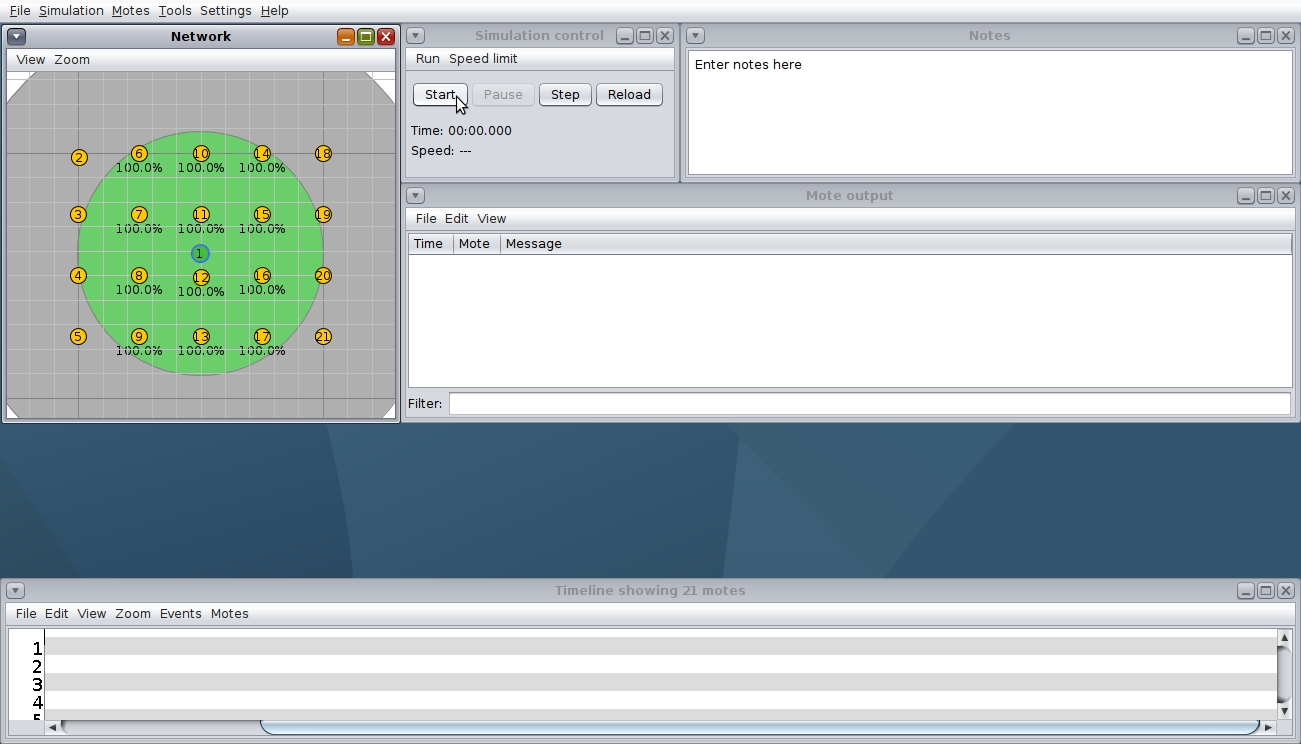 File Simulation Motes Tools Settings Help
Network
View Zoom
2 6 10 14 18
100.0% 100.0% 100.0%
3 7 11 15 19
100.0% 100.0% 100.0%
1
4 8 12 16 20
100.0% 100.0% 100.0%
5 9 13 17 21
100.0% 100.0% 100.0%
Simulation control
Run Speed limit
Start Pause Step Reload
Time: 00:00.000
Speed: ---
Notes
Enter notes here
Mote output
File Edit View
Time Mote Message
Filter:
Timeline showing 21 motes
File Edit View Zoom Events Motes
1
2
3
4
5